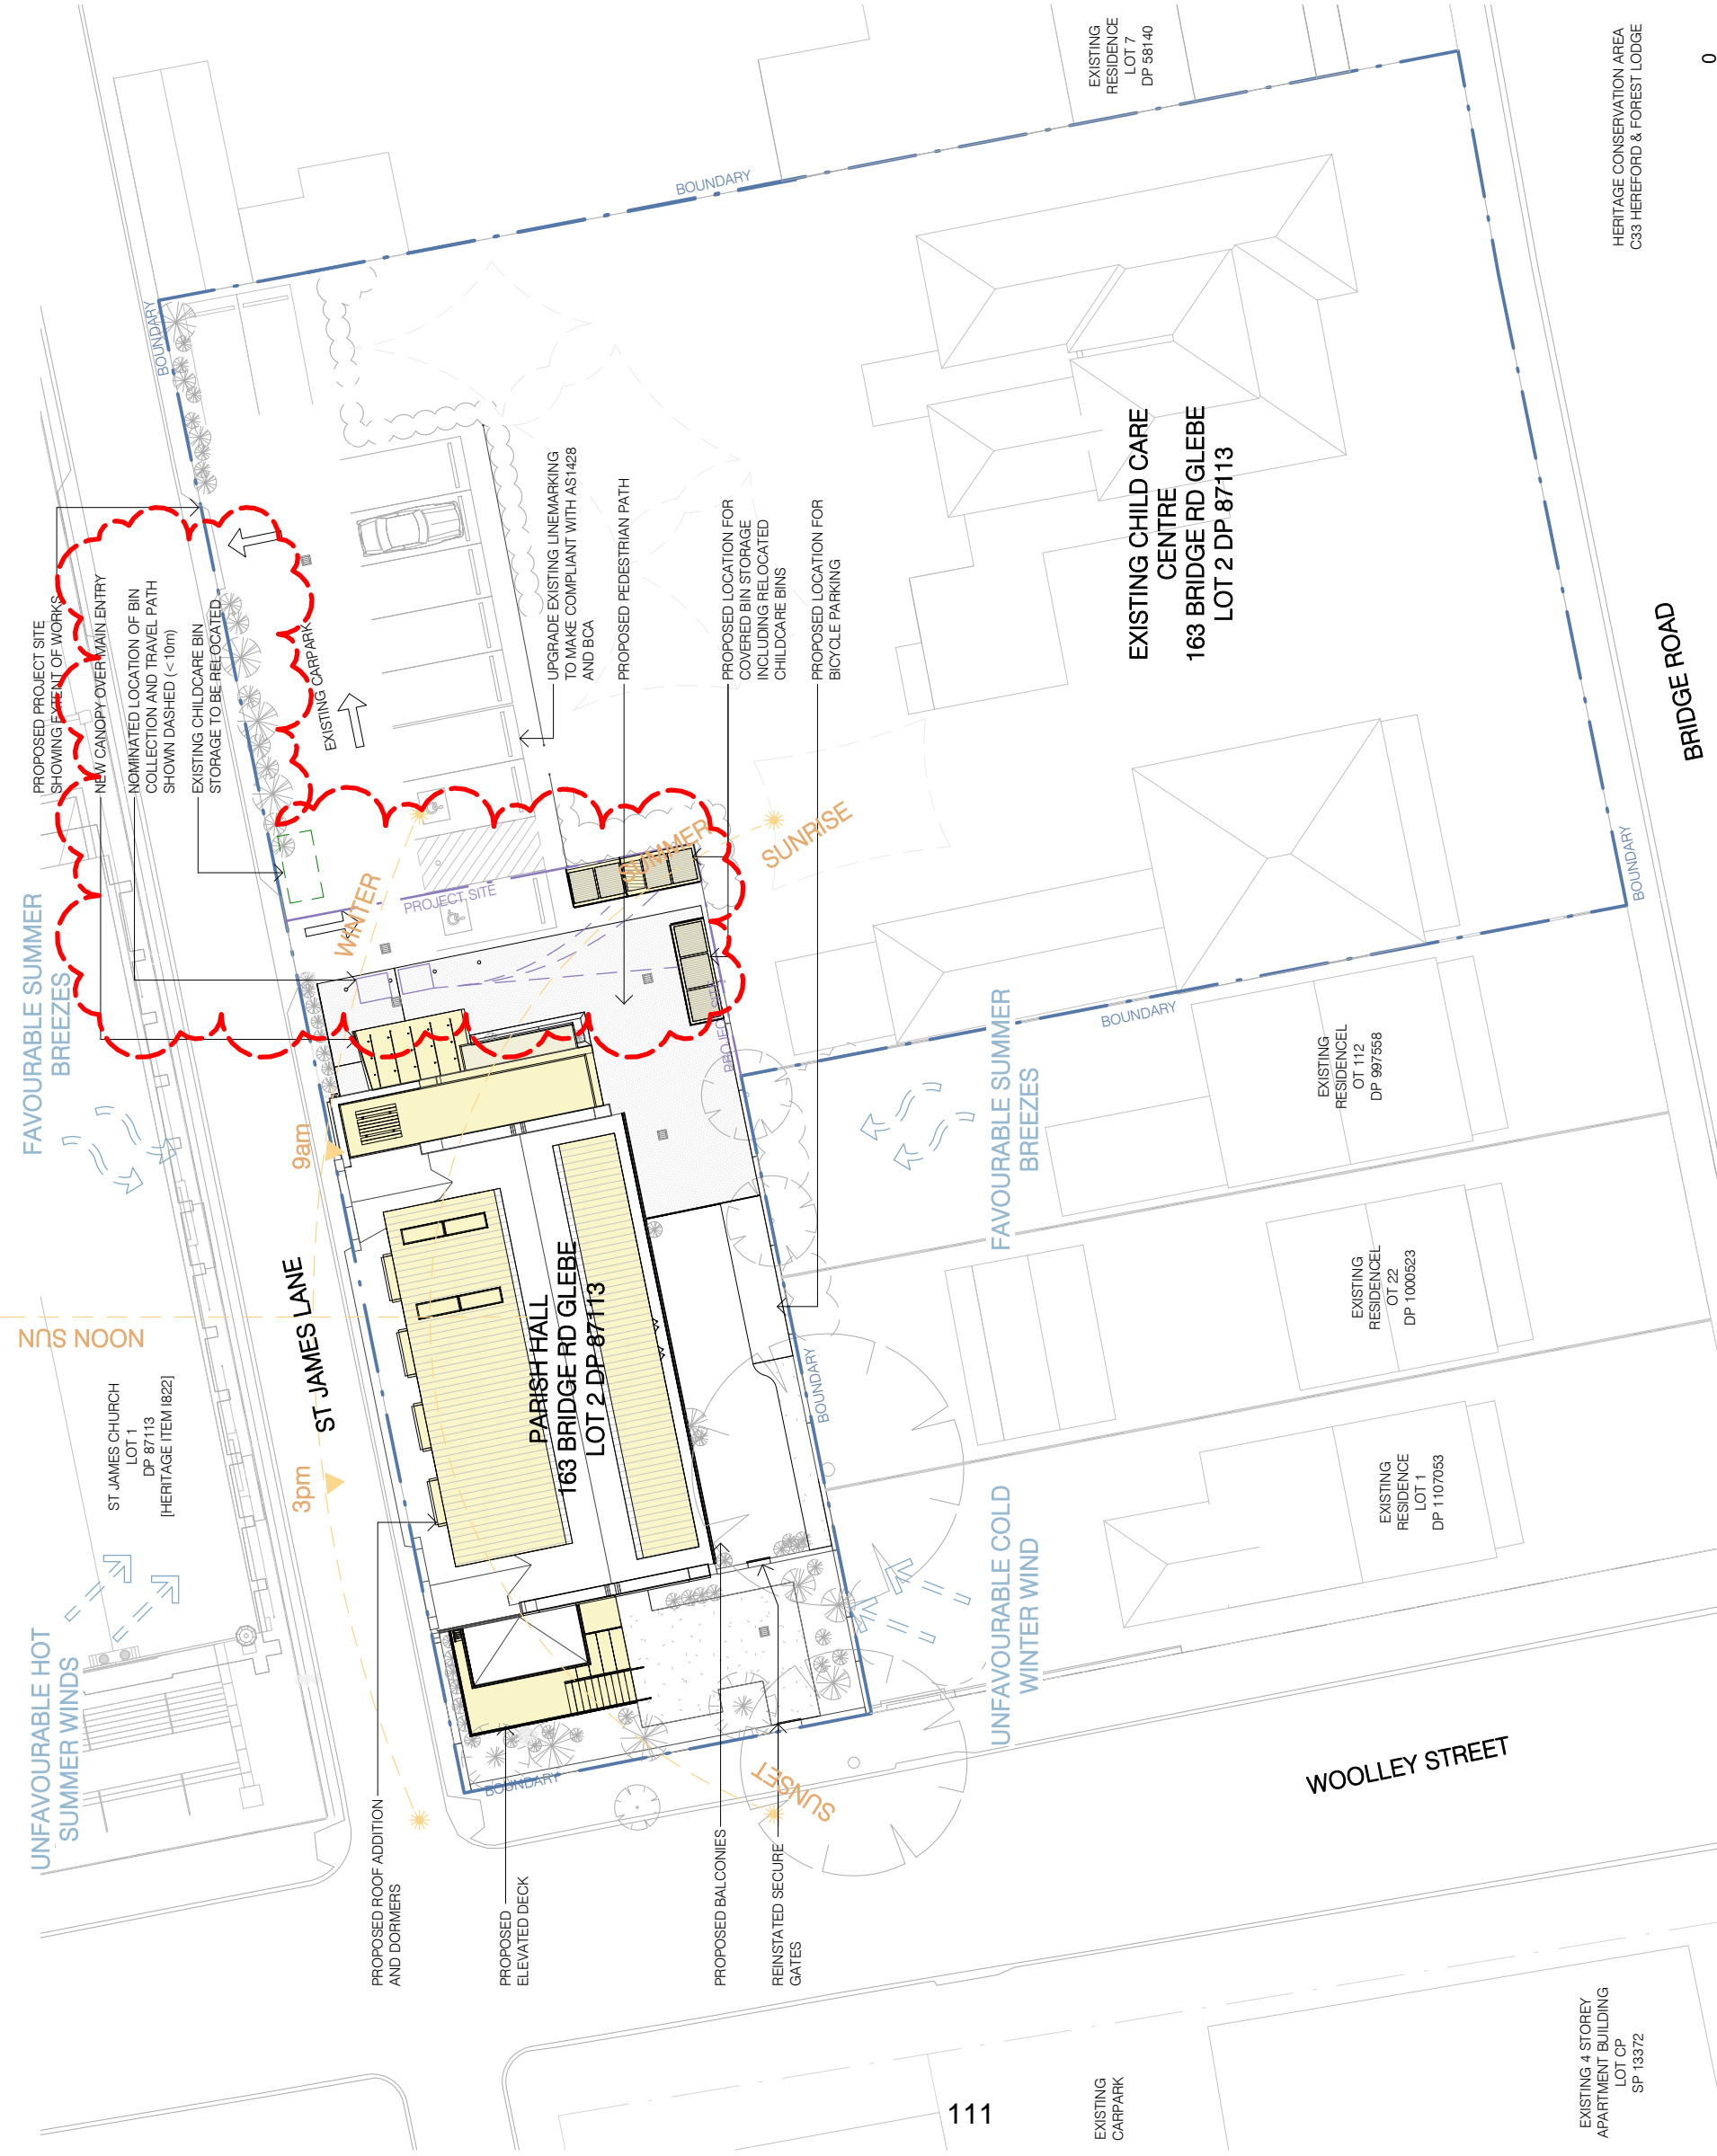 UNFAVOURABLE HOT
SUMMER WINDS
ST JAMES CHURCH
LOT 1
DP 87113
[HERITAGE ITEM I822]
NOON SUN
FAVOURABLE SUMMER
BREEZES
PROPOSED PROJECT SITE
SHOWING EXTENT OF WORKS
NEW CANOPY OVER MAIN ENTRY
NOMINATED LOCATION OF BIN
COLLECTION AND TRAVEL PATH
SHOWN DASHED (<10m)
EXISTING CHILDCARE BIN
STORAGE TO BE RELOCATED
BOUNDARY
ST JAMES LANE
3pm
9am
WINTER
EXISTING CARPARK
PROJECT SITE
SUMMER
SUNRISE
BOUNDARY
UPGRADE EXISTING LINEMARKING
TO MAKE COMPLIANT WITH AS1428
AND BCA
PROPOSED PEDESTRIAN PATH
PROPOSED LOCATION FOR
COVERED BIN STORAGE
INCLUDING RELOCATED
CHILDCARE BINS
PROPOSED LOCATION FOR
BICYCLE PARKING
PROJECT SITE
PARISH HALL
163 BRIDGE RD GLEBE
LOT 2 DP 87113
PROPOSED ROOF ADDITION
AND DORMERS
PROPOSED
ELEVATED DECK
PROPOSED BALCONIES
REINSTATED SECURE
GATES
BOUNDARY
SUNSET
BOUNDARY
UNFAVOURABLE COLD
WINTER WIND
FAVOURABLE SUMMER
BREEZES
BOUNDARY
EXISTING CHILD CARE
CENTRE
163 BRIDGE RD GLEBE
LOT 2 DP 87113
EXISTING
RESIDENCE
LOT 7
DP 58140
EXISTING
RESIDENCEL
OT 112
DP 997558
EXISTING
RESIDENCEL
OT 22
DP 1000523
EXISTING
RESIDENCE
LOT 1
DP 1107053
WOOLLEY STREET
BOUNDARY
BRIDGE ROAD
HERITAGE CONSERVATION AREA
C33 HEREFORD & FOREST LODGE
0
111
EXISTING
CARPARK
EXISTING 4 STOREY
APARTMENT BUILDING
LOT CP
SP 13372